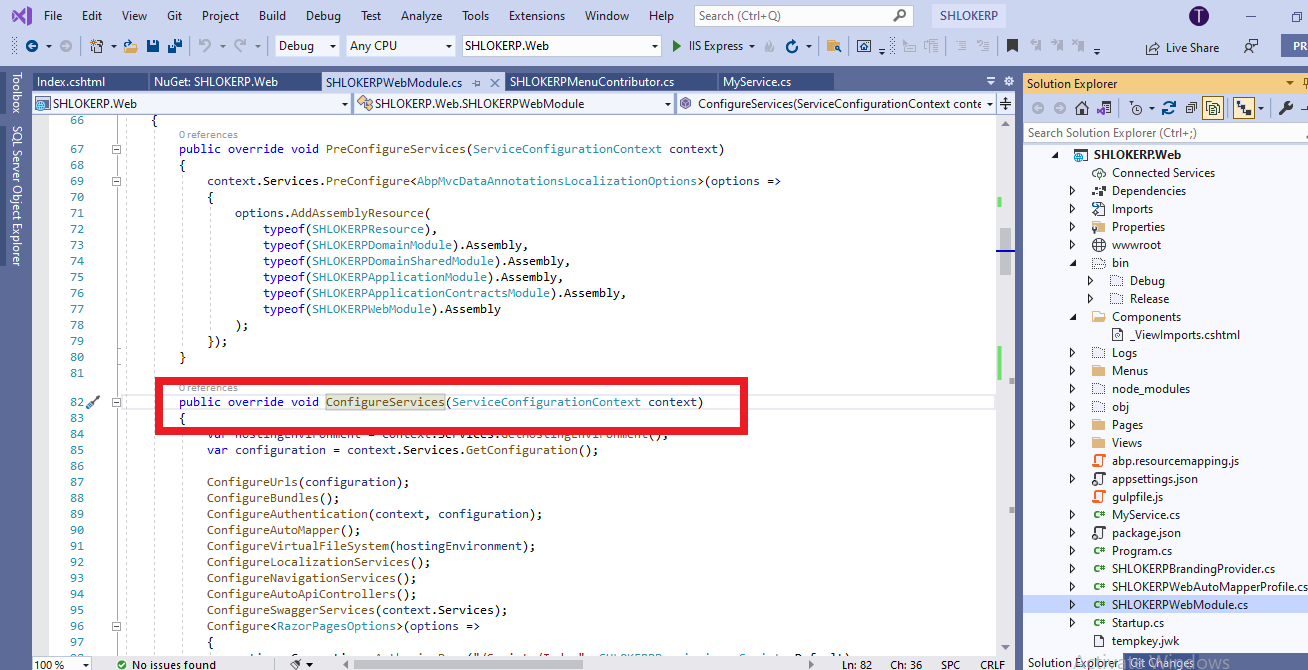 File Edit View Git Project Build Debug Test Analyze Tools Extensions Window Help Search (Ctrl+Q) SHLOKERP T
Debug Any CPU SHLOKERP.Web IIS Express Live Share PR
Index.cshtml NuGet: SHLOKERP.Web SHLOKERPWebModule.cs SHLOKERPMenuContributor.cs MyService.cs
SHLOKERP.Web SHLOKERP.Web.SHLOKERPWebModule ConfigureServices(ServiceConfigurationContext conte
Toolbox
SQL Server Object Explorer
66 {
0 references
67 public override void PreConfigureServices(ServiceConfigurationContext context)
68 {
69 context.Services.PreConfigure<AbpMvcDataAnnotationsLocalizationOptions>(options =>
70 {
71 options.AddAssemblyResource(
72 typeof(SHLOKERPResource),
73 typeof(SHLOKERPDomainModule).Assembly,
74 typeof(SHLOKERPDomainSharedModule).Assembly,
75 typeof(SHLOKERPApplicationModule).Assembly,
76 typeof(SHLOKERPApplicationContractsModule).Assembly,
77 typeof(SHLOKERPWebModule).Assembly
78 );
79 });
80 }
81
0 references
82 public override void ConfigureServices(ServiceConfigurationContext context)
83 {
84 var hostingEnvironment = context.Services.GetHostingEnvironment();
85 var configuration = context.Services.GetConfiguration();
86
87 ConfigureUrls(configuration);
88 ConfigureBundles();
89 ConfigureAuthentication(context, configuration);
90 ConfigureAutoMapper();
91 ConfigureVirtualFileSystem(hostingEnvironment);
92 ConfigureLocalizationServices();
93 ConfigureNavigationServices();
94 ConfigureAutoApiControllers();
95 ConfigureSwaggerServices(context.Services);
96 Configure<RazorPagesOptions>(options =>
97 {
100 % No issues found Ln: 82 Ch: 36 SPC CRLF
Solution Explorer
Search Solution Explorer (Ctrl+;)
SHLOKERP.Web
Connected Services
Dependencies
Imports
Properties
wwwroot
bin
Debug
Release
Components
_ViewImports.cshtml
Logs
Menus
node_modules
obj
Pages
Views
abp.resourcemapping.js
appsettings.json
gulpfile.js
MyService.cs
package.json
Program.cs
SHLOKERPBrandingProvider.cs
SHLOKERPWebAutoMapperProfile.cs
SHLOKERPWebModule.cs
Startup.cs
tempkey.jwk
Solution Explorer Git Changes
Activate Windows